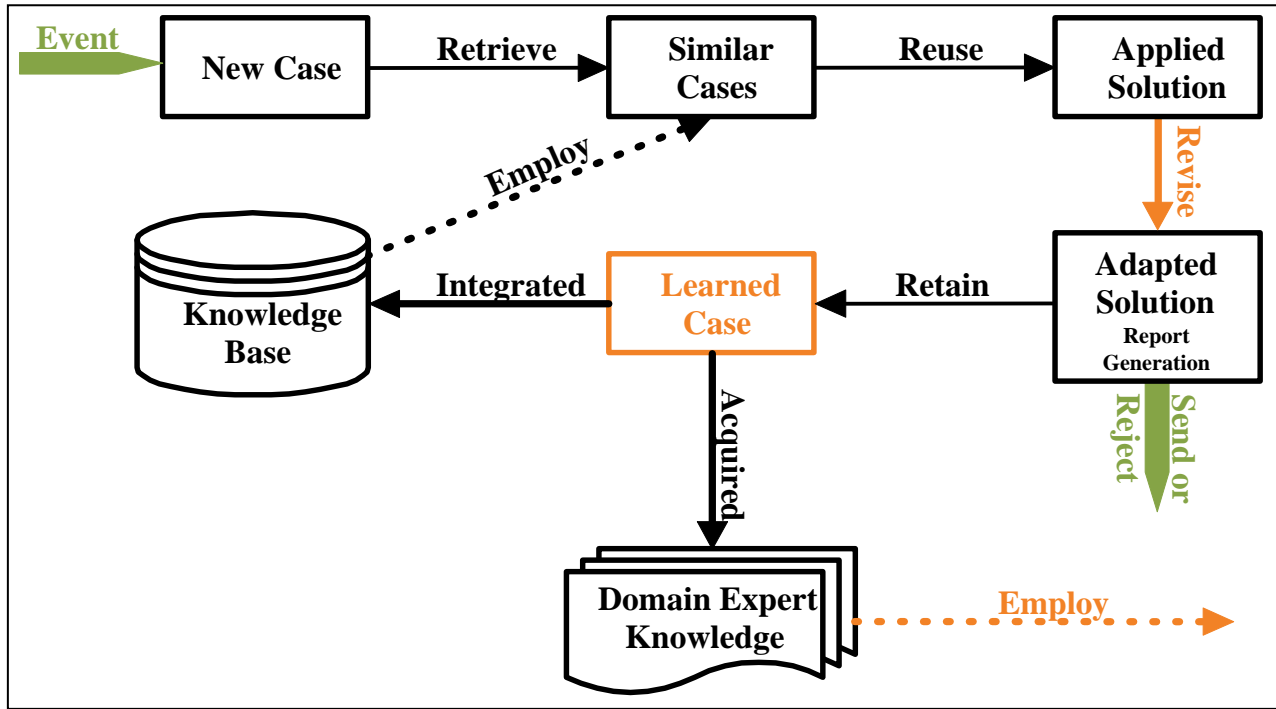 Event
New Case
Retrieve
Similar
Cases
Reuse
Applied
Solution
Revise
Employ
Knowledge
Base
Integrated
Learned
Case
Retain
Adapted
Solution
Report
Generation
Send or
Reject
Acquired
Domain Expert
Knowledge
Employ